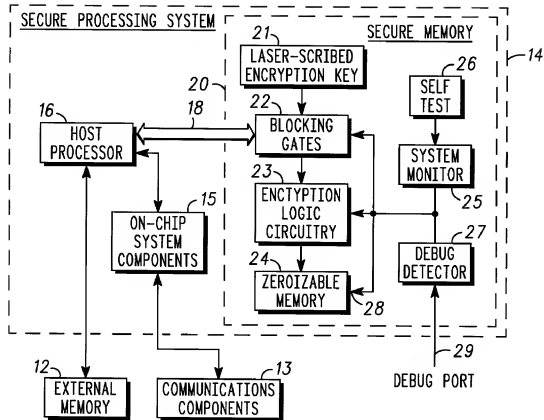 SECURE PROCESSING SYSTEM
SECURE MEMORY
14
21
LASER-SCRIBED
ENCRYPTION KEY
26
SELF
TEST
20
22
BLOCKING
GATES
16
HOST
PROCESSOR
18
SYSTEM
MONITOR
25
23
ENCYPTION
LOGIC
CIRCUITRY
15
ON-CHIP
SYSTEM
COMPONENTS
27
DEBUG
DETECTOR
24
ZEROIZABLE
MEMORY
28
29
DEBUG PORT
12
EXTERNAL
MEMORY
13
COMMUNICATIONS
COMPONENTS